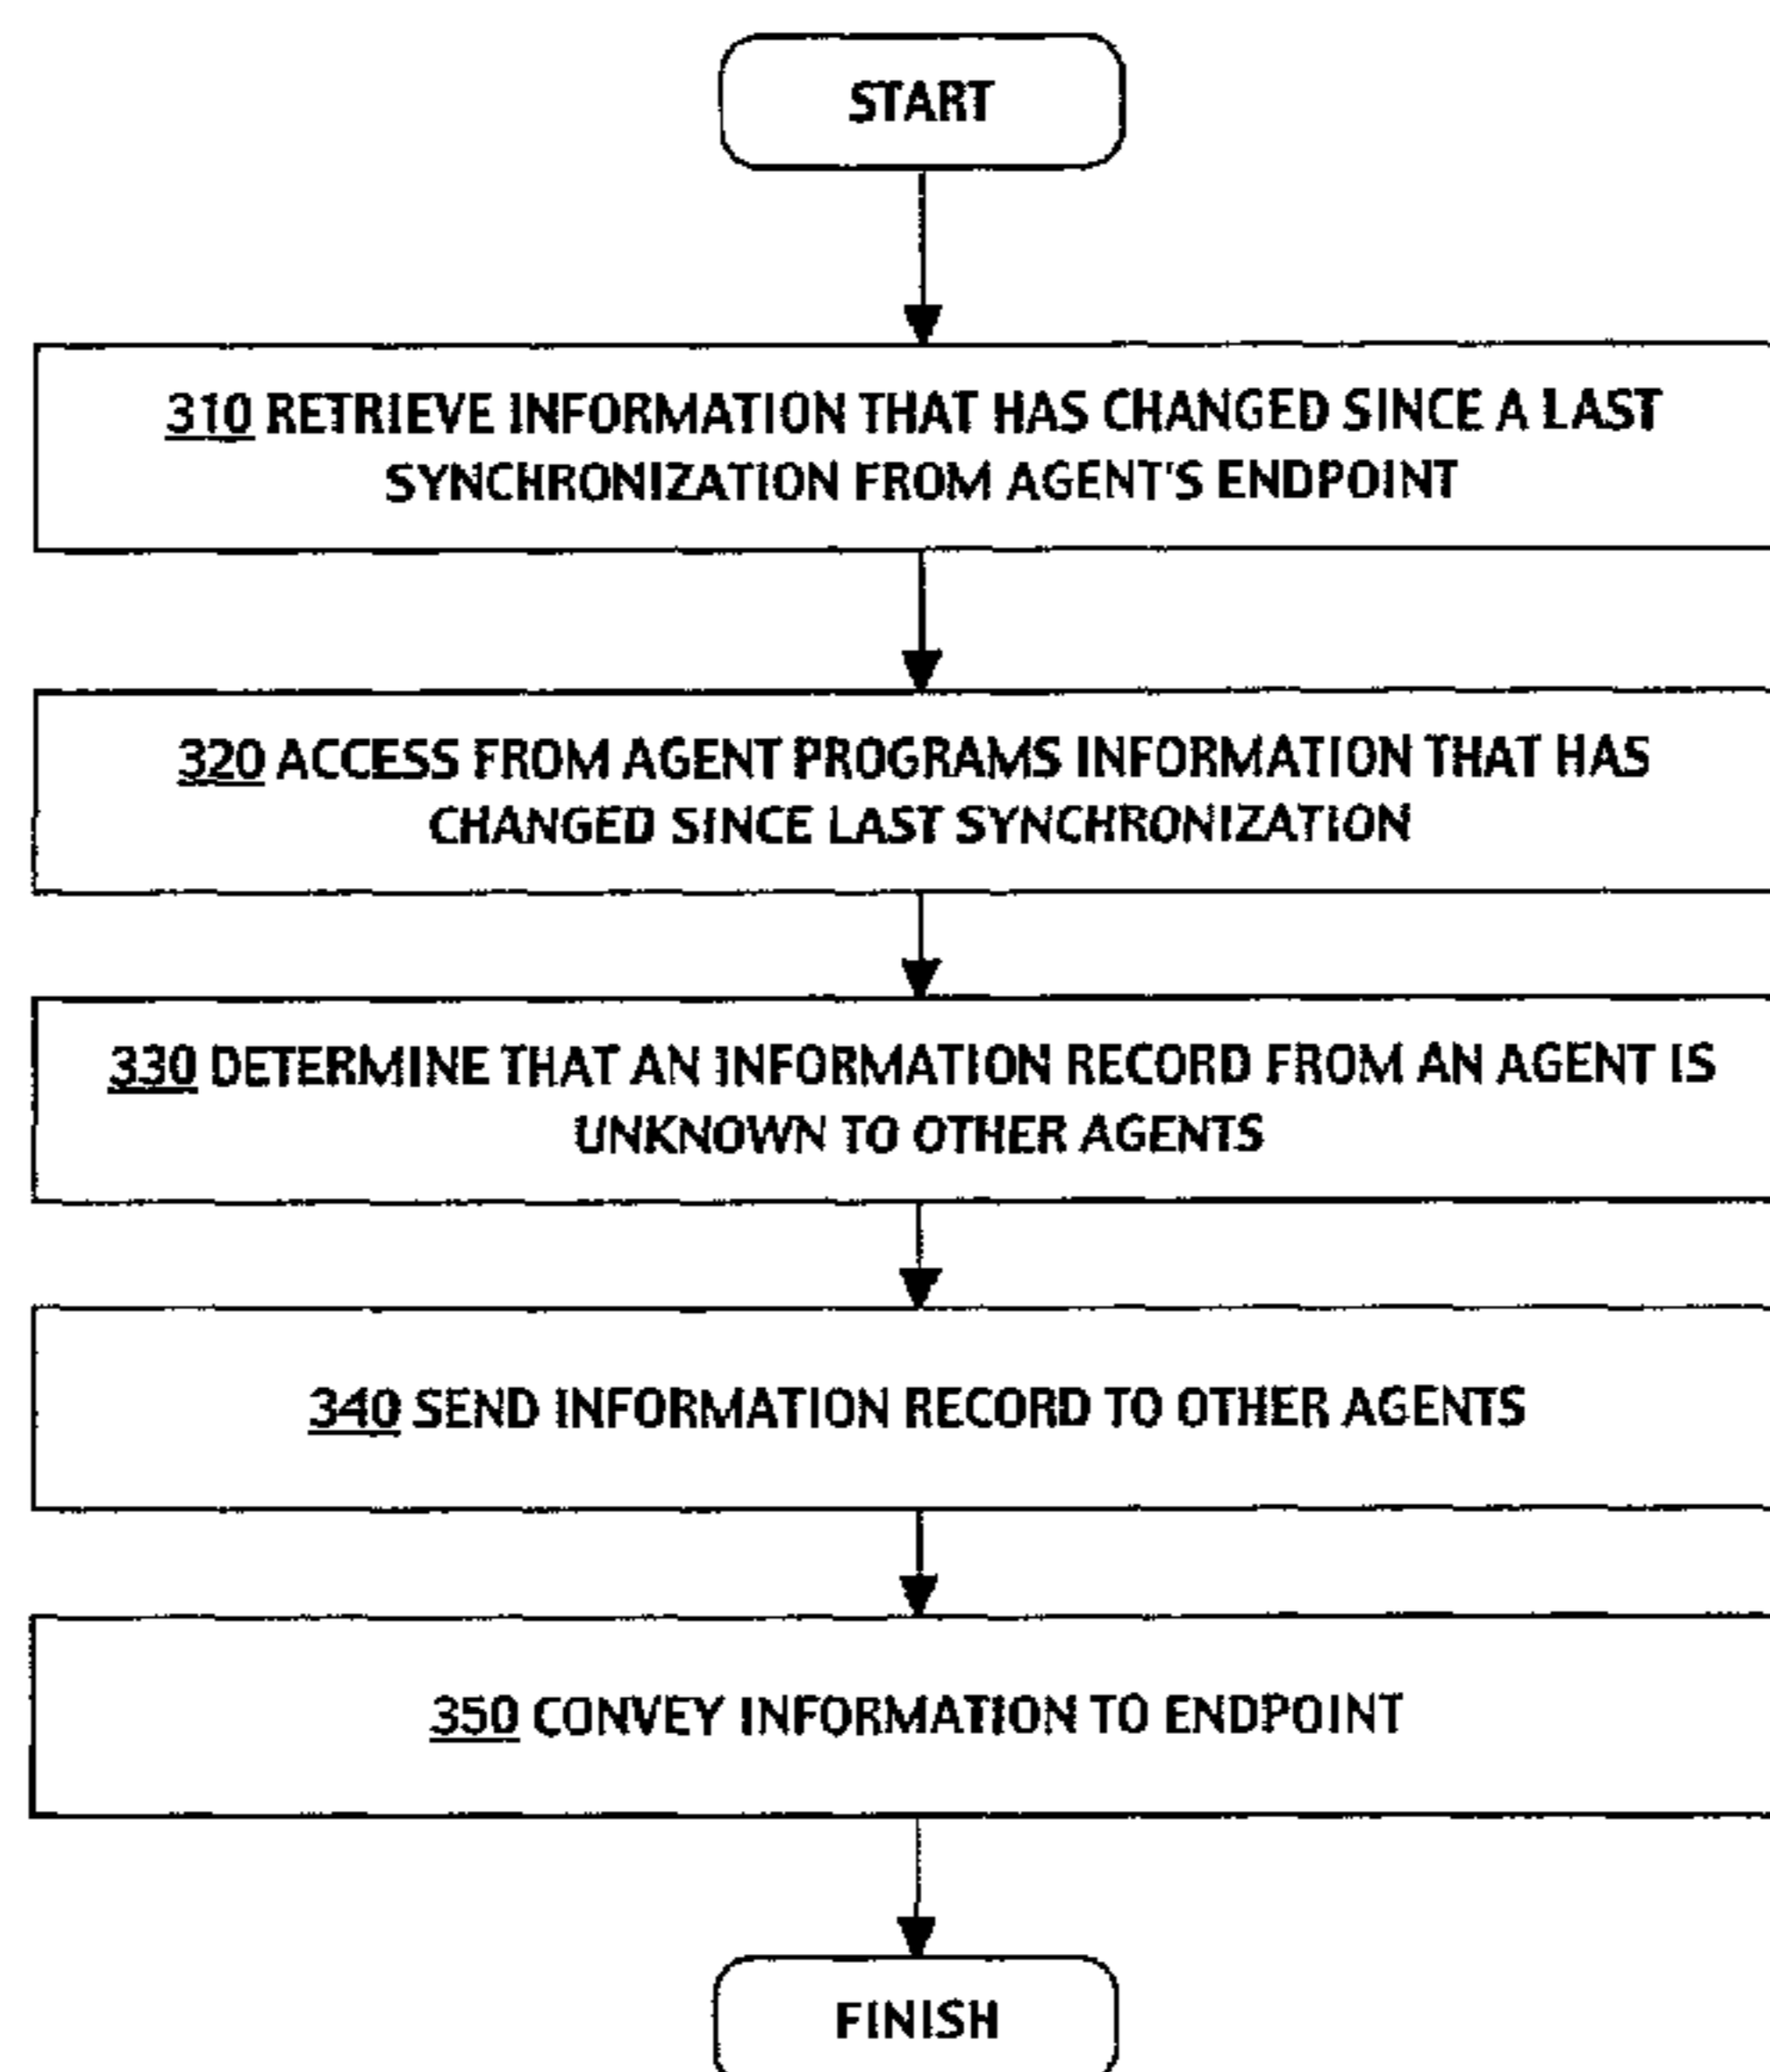 START
310 RETRIEVE INFORMATION THAT HAS CHANGED SINCE A LAST
SYNCHRONIZATION FROM AGENT'S ENDPOINT
320 ACCESS FROM AGENT PROGRAMS INFORMATION THAT HAS
CHANGED SINCE LAST SYNCHRONIZATION
330 DETERMINE THAT AN INFORMATION RECORD FROM AN AGENT IS
UNKNOWN TO OTHER AGENTS
340 SEND INFORMATION RECORD TO OTHER AGENTS
350 CONVEY INFORMATION TO ENDPOINT
FINISH